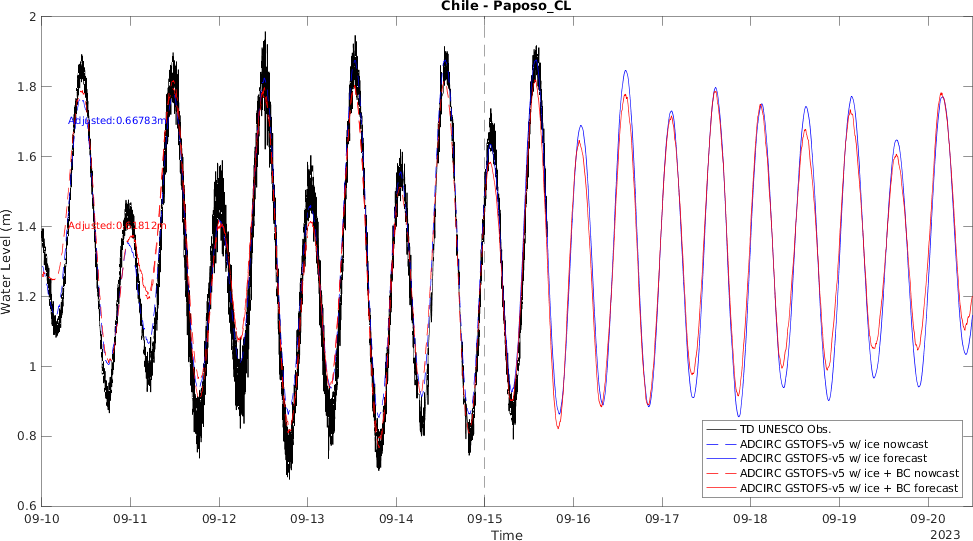 Chile - Paposo_CL
2
1.8
1.6
1.4
1.2
1
0.8
0.6
Water Level (m)
Adjusted:0.66783m
TD UNESCO Obs.
ADCIRC GSTOFS-v5 w/ ice nowcast
ADCIRC GSTOFS-v5 w/ ice forecast
ADCIRC GSTOFS-v5 w/ ice + BC nowcast
ADCIRC GSTOFS-v5 w/ ice + BC forecast
09-10 09-11 09-12 09-13 09-14 09-15 09-16 09-17 09-18 09-19 09-20
Time
2023